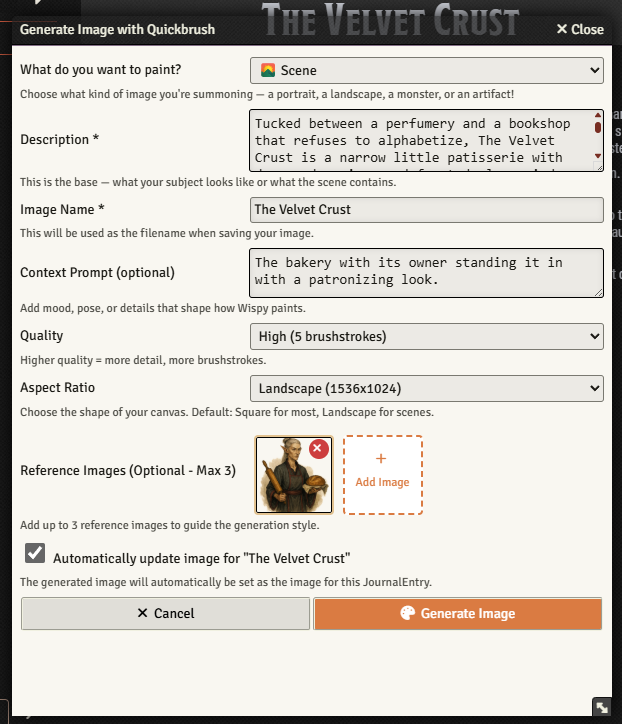 THE VELVET CRUST
Generate Image with Quickbrush
✕ Close
What do you want to paint?
Scene
Choose what kind of image you're summoning — a portrait, a landscape, a monster, or an artifact!
Description *
Tucked between a perfumery and a bookshop
that refuses to alphabetize, The Velvet
Crust is a narrow little patisserie with
This is the base — what your subject looks like or what the scene contains.
Image Name *
The Velvet Crust
This will be used as the filename when saving your image.
Context Prompt (optional)
The bakery with its owner standing it in
with a patronizing look.
Add mood, pose, or details that shape how Wispy paints.
Quality
High (5 brushstrokes)
Higher quality = more detail, more brushstrokes.
Aspect Ratio
Landscape (1536x1024)
Choose the shape of your canvas. Default: Square for most, Landscape for scenes.
Reference Images (Optional - Max 3)
+
Add Image
Add up to 3 reference images to guide the generation style.
Automatically update image for "The Velvet Crust"
The generated image will automatically be set as the image for this JournalEntry.
✕ Cancel
Generate Image